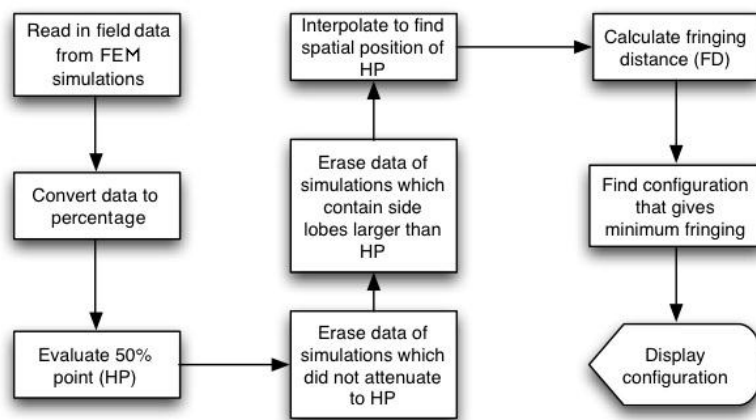 Read in field data
from FEM
simulations
Convert data to
percentage
Evaluate 50%
point (HP)
Erase data of
simulations which
did not attenuate
to HP
Erase data of
simulations which
contain side
lobes larger than
HP
Interpolate to find
spatial position of
HP
Calculate fringing
distance (FD)
Find configuration
that gives
minimum fringing
Display
configuration